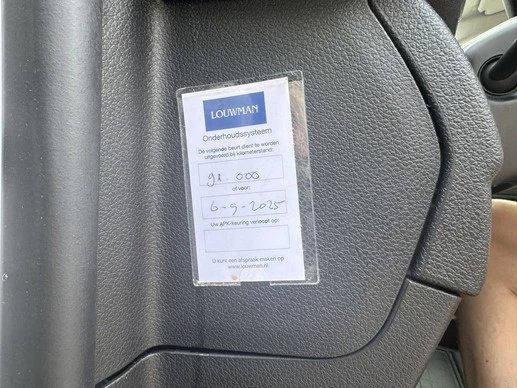 LOUWMAN
Onderhoudssysteem
De volgende beurt dient te worden
uitgevoerd bij kilometerstand:
91.000
of voor:
6-9-2025
Uw APK-keuring verloopt op:
U kunt een afspraak maken op
www.louwman.nl